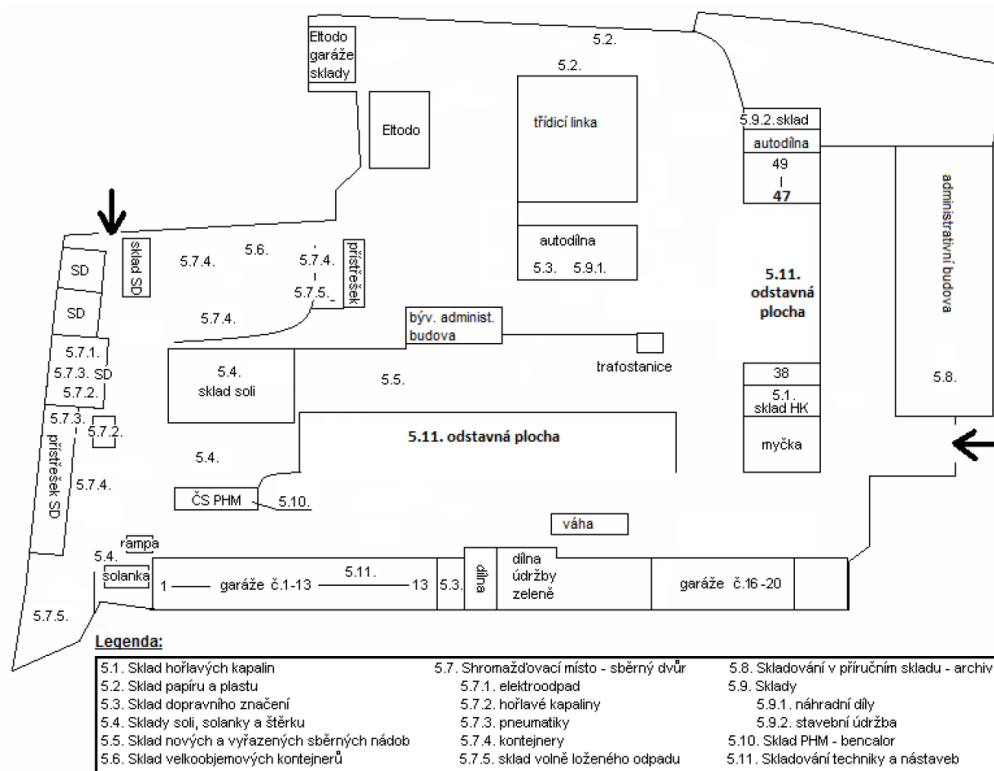 Eltodo
garáže
sklady
Eltodo
5.2.
5.2.
třídicí linka
5.9.2. sklad
autodílna
49
47
administrativní budova
5.8.
sklad SD
5.7.4.
5.6.
5.7.4.
přístřešek
5.7.5.
5.7.4.
autodílna
5.3. 5.9.1.
5.11.
odstavná
plocha
SD
SD
5.7.1.
5.7.3. SD
5.7.2.
5.7.3.
5.7.2.
přístřešek SD
5.7.4.
býv. administ.
budova
trafostanice
5.4.
sklad soli
5.5.
38
5.1.
sklad HK
myčka
5.11. odstavná plocha
5.4.
ČS PHM
5.10.
váha
rampa
5.4.
solanka
5.7.5.
1 garáže č.1-13 13
5.11.
5.3.
dílna
dílna
údržby
zeleně
garáže č.16-20
Legenda:
5.1. Sklad hořlavých kapalin
5.2. Sklad papíru a plastu
5.3. Sklad dopravního značení
5.4. Sklady soli, solanky a štěrku
5.5. Sklad nových a vyřazených sběrných nádob
5.6. Sklad velkoobjemových kontejnerů
5.7. Shromažďovací místo - sběrný dvůr
5.7.1. elektroodpad
5.7.2. hořlavé kapaliny
5.7.3. pneumatiky
5.7.4. kontejnery
5.7.5. sklad volně loženého odpadu
5.8. Skladování v příručním skladu - archiv
5.9. Sklady
5.9.1. náhradní díly
5.9.2. stavební údržba
5.10. Sklad PHM - bencalor
5.11. Skladování techniky a nástaveb